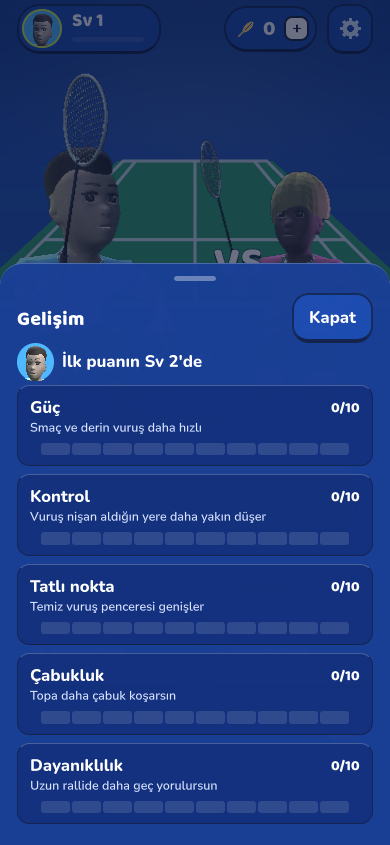 Sv 1
0
+
VS
Gelişim
Kapat
İlk puanın Sv 2'de
Güç
0/10
Smaç ve derin vuruş daha hızlı
Kontrol
0/10
Vuruş nişan aldığın yere daha yakın düşer
Tatlı nokta
0/10
Temiz vuruş penceresi genişler
Çabukluk
0/10
Topa daha çabuk koşarsın
Dayanıklılık
0/10
Uzun rallide daha geç yorulursun